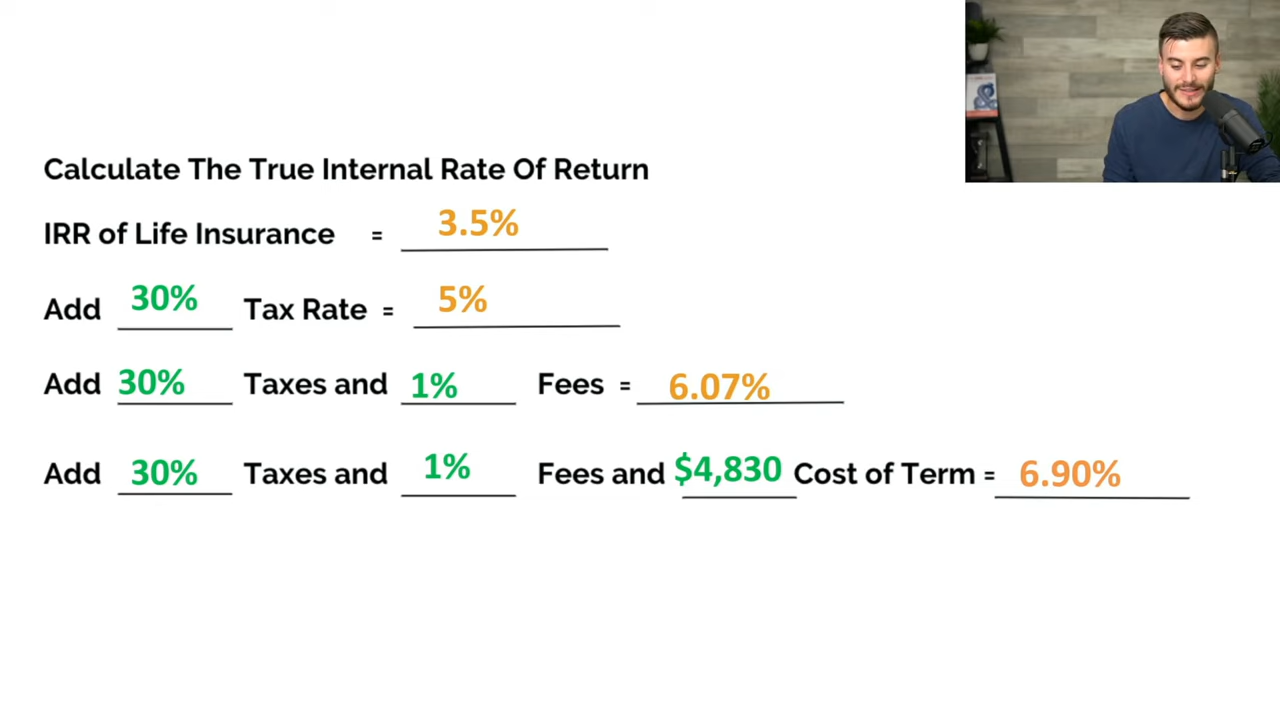 Calculate The True Internal Rate Of Return
IRR of Life Insurance = 3.5%
Add 30% Tax Rate = 5%
Add 30% Taxes and 1% Fees = 6.07%
Add 30% Taxes and 1% Fees and $4,830 Cost of Term = 6.90%
&